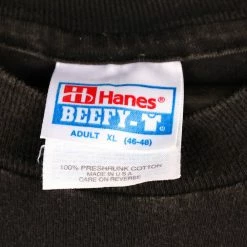 Hanes®
BEEFY-T®
ADULT XL (46-48)
100% PRESHRUNK COTTON
MADE IN U.S.A.
CARE ON REVERSE